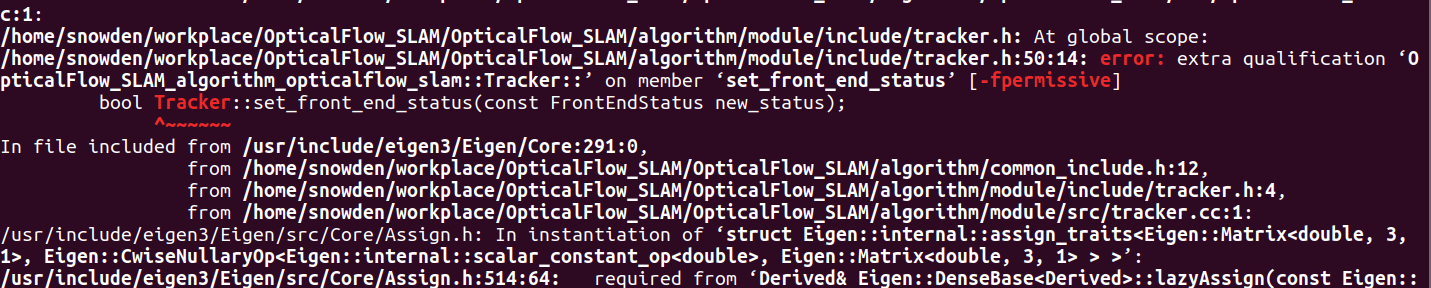 c:1:
/home/snowden/workplace/OpticalFlow_SLAM/OpticalFlow_SLAM/algorithm/module/include/tracker.h: At global scope:
/home/snowden/workplace/OpticalFlow_SLAM/OpticalFlow_SLAM/algorithm/module/include/tracker.h:50:14: error: extra qualification ‘O
pticalFlow_SLAM_algorithm_opticalflow_slam::Tracker::’ on member ‘set_front_end_status’ [-fpermissive]
         bool Tracker::set_front_end_status(const FrontEndStatus new_status);
              ^~~~~~~
In file included from /usr/include/eigen3/Eigen/Core:291:0,
                 from /home/snowden/workplace/OpticalFlow_SLAM/OpticalFlow_SLAM/algorithm/common_include.h:12,
                 from /home/snowden/workplace/OpticalFlow_SLAM/OpticalFlow_SLAM/algorithm/module/include/tracker.h:4,
                 from /home/snowden/workplace/OpticalFlow_SLAM/OpticalFlow_SLAM/algorithm/module/src/tracker.cc:1:
/usr/include/eigen3/Eigen/src/Core/Assign.h: In instantiation of ‘struct Eigen::internal::assign_traits<Eigen::Matrix<double, 3,
1>, Eigen::CwiseNullaryOp<Eigen::internal::scalar_constant_op<double>, Eigen::Matrix<double, 3, 1> > >’:
/usr/include/eigen3/Eigen/src/Core/Assign.h:514:64:   required from ‘Derived& Eigen::DenseBase<Derived>::lazyAssign(const Eigen::